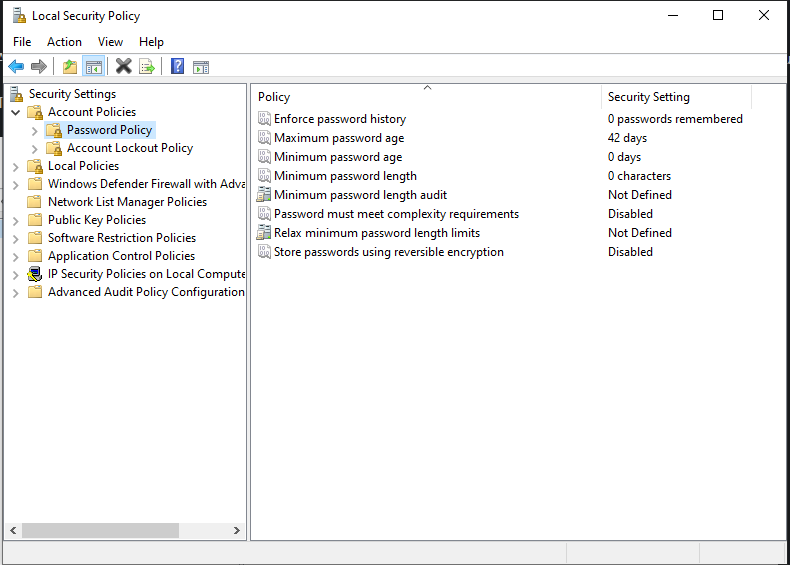 Local Security Policy
File Action View Help
Security Settings
Account Policies
Password Policy
Account Lockout Policy
Local Policies
Windows Defender Firewall with Adva
Network List Manager Policies
Public Key Policies
Software Restriction Policies
Application Control Policies
IP Security Policies on Local Compute
Advanced Audit Policy Configuration
Policy Security Setting
Enforce password history 0 passwords remembered
Maximum password age 42 days
Minimum password age 0 days
Minimum password length 0 characters
Minimum password length audit Not Defined
Password must meet complexity requirements Disabled
Relax minimum password length limits Not Defined
Store passwords using reversible encryption Disabled